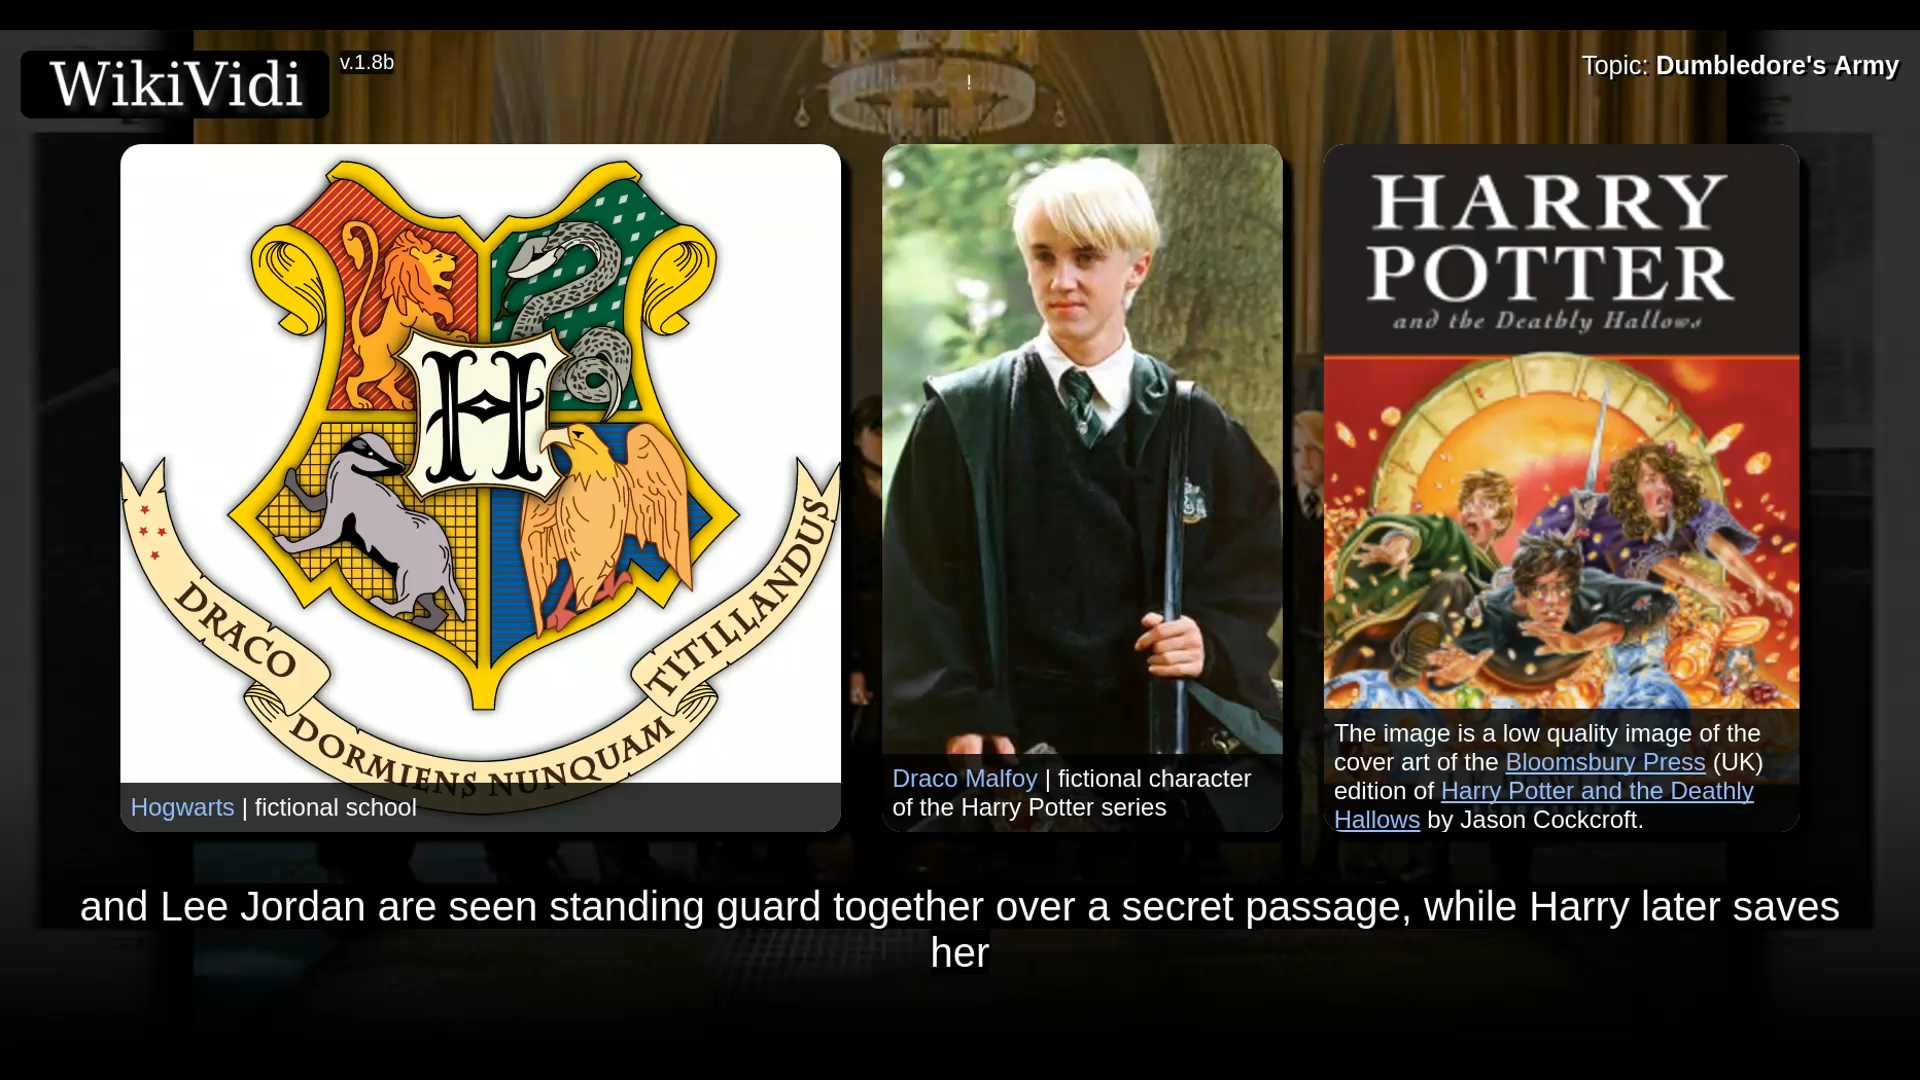 WikiVidi
v.1.8b
!
Topic: Dumbledore's Army
H
DRACO
DORMIENS NUNQUAM
TITILLANDUS
Hogwarts | fictional school
Draco Malfoy | fictional character
of the Harry Potter series
HARRY
POTTER
and the Deathly Hallows
The image is a low quality image of the
cover art of the Bloomsbury Press (UK)
edition of Harry Potter and the Deathly
Hallows by Jason Cockcroft.
and Lee Jordan are seen standing guard together over a secret passage, while Harry later saves
her